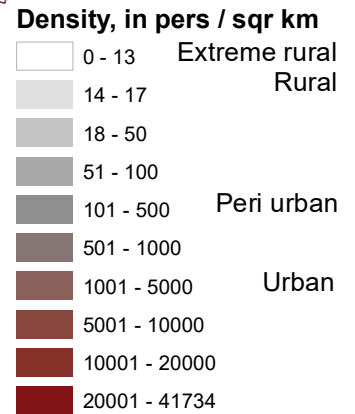 Density, in pers / sqr km
0 - 13 Extreme rural
Rural
14 - 17
18 - 50
51 - 100
101 - 500 Peri urban
501 - 1000
1001 - 5000 Urban
5001 - 10000
10001 - 20000
20001 - 41734